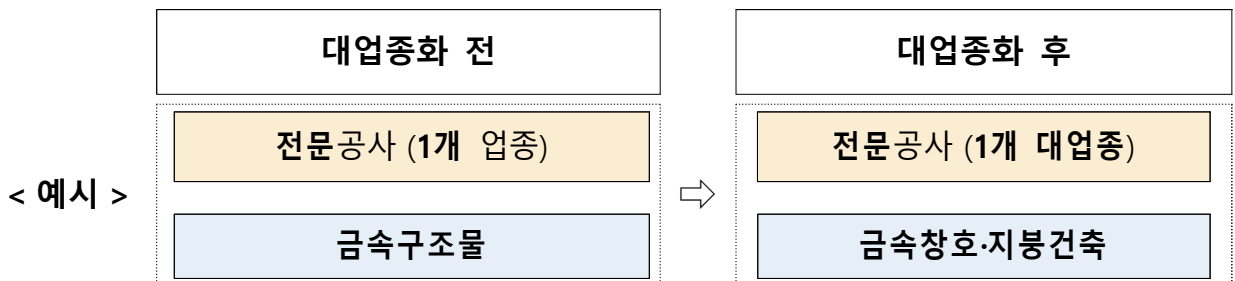 대업종화 전
대업종화 후
전문공사 (1개 업종)
전문공사 (1개 대업종)
< 예시 >
⇨
금속구조물
금속창호·지붕건축